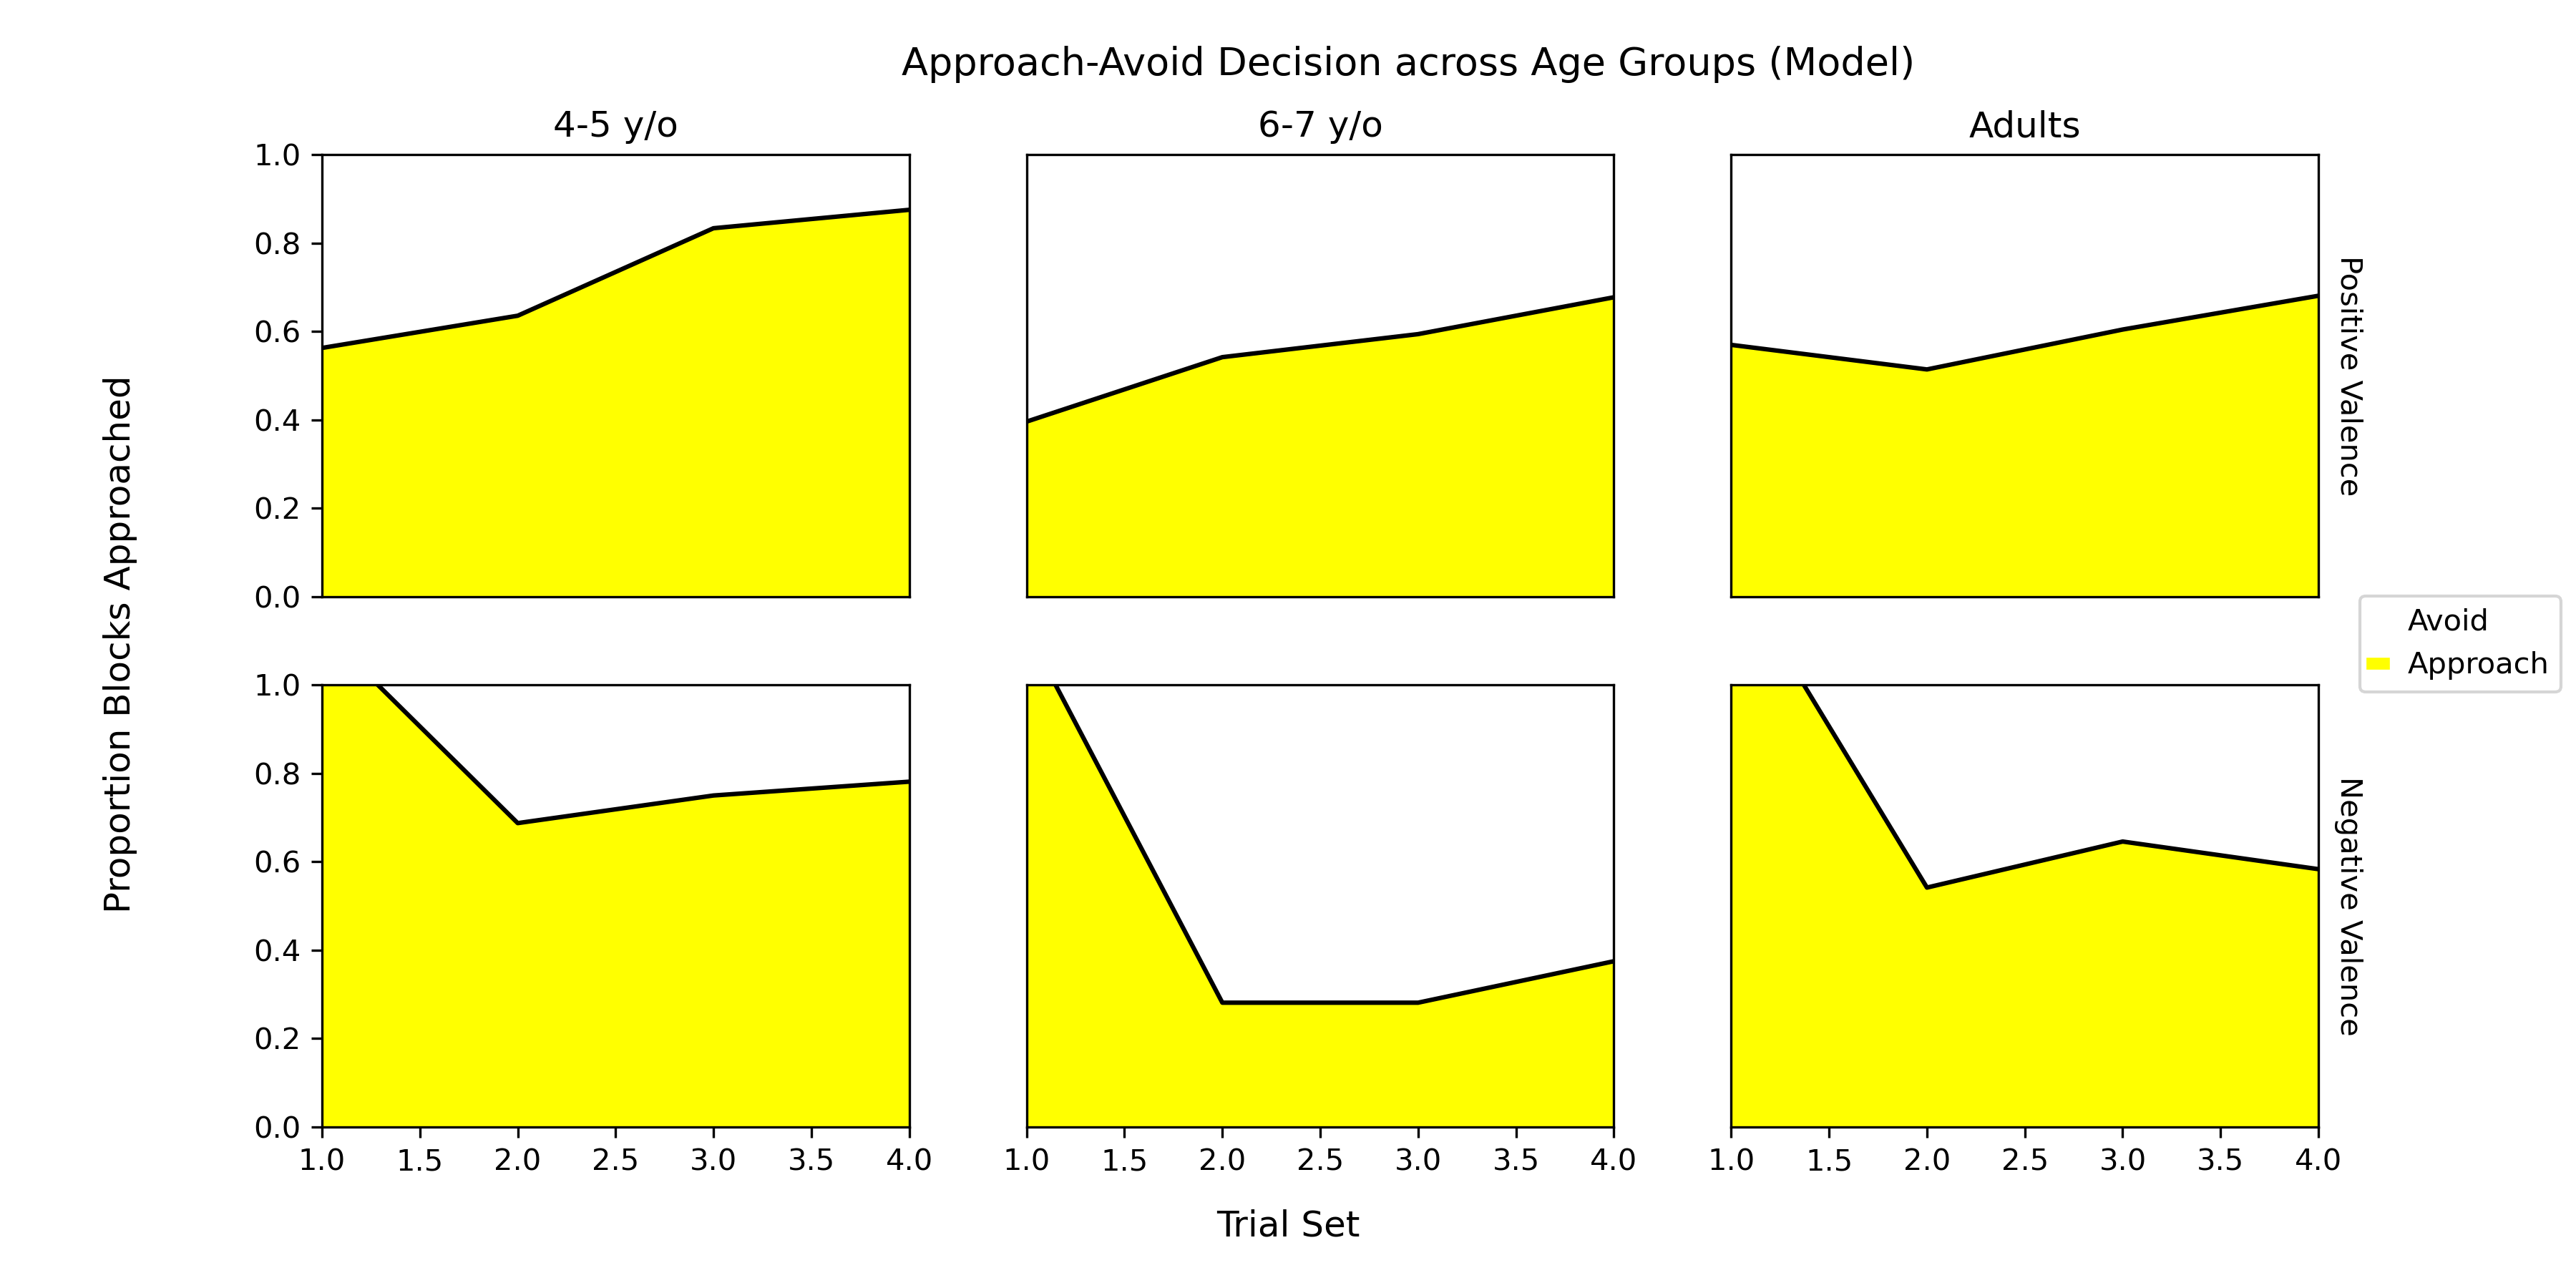 Approach-Avoid Decision across Age Groups (Model)
4-5 y/o
6-7 y/o
Adults
1.0
0.8
0.6
0.4
0.2
0.0
Positive Valence
Proportion Blocks Approached
Avoid
Approach
1.0
0.8
0.6
0.4
0.2
0.0
Negative Valence
1.0 1.5 2.0 2.5 3.0 3.5 4.0
1.0 1.5 2.0 2.5 3.0 3.5 4.0
1.0 1.5 2.0 2.5 3.0 3.5 4.0
Trial Set